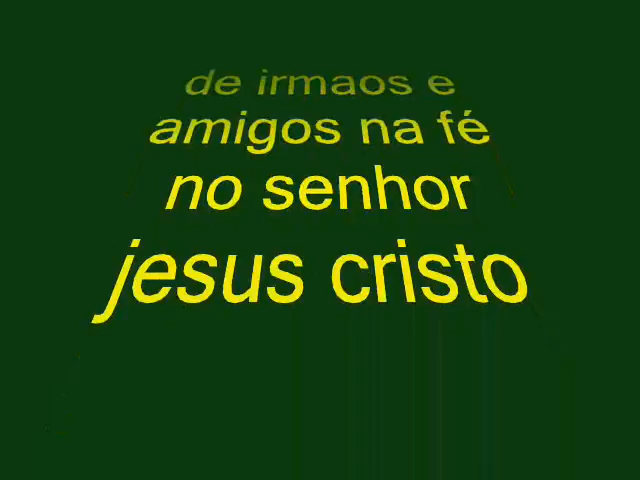 de irmaos e
amigos na fé
no senhor
jesus cristo